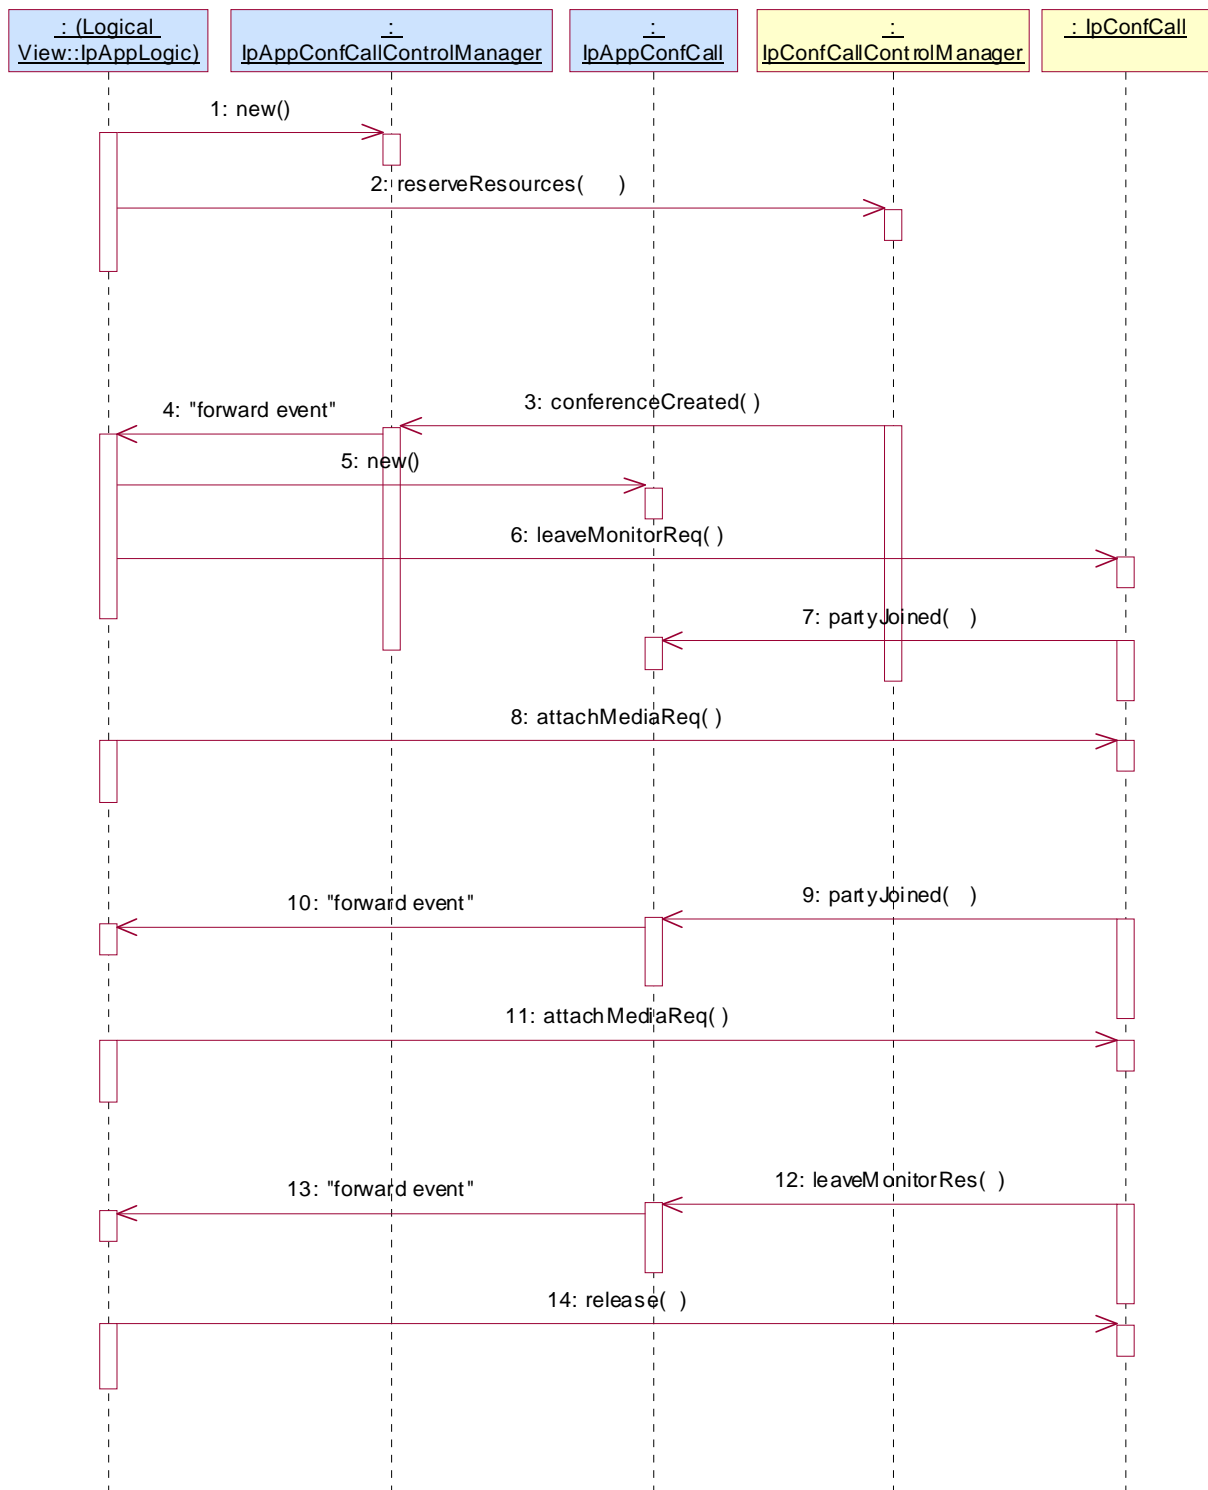 : (Logical
View::IpAppLogic)
:
IpAppConfCallControlManager
:
IpAppConfCall
:
IpConfCallControlManager
: IpConfCall
1: new()
2: reserveResources( )
3: conferenceCreated( )
4: "forward event"
5: new()
6: leaveMonitorReq( )
7: partyJoined( )
8: attachMediaReq( )
9: partyJoined( )
10: "forward event"
11: attachMediaReq( )
12: leaveMonitorRes( )
13: "forward event"
14: release( )